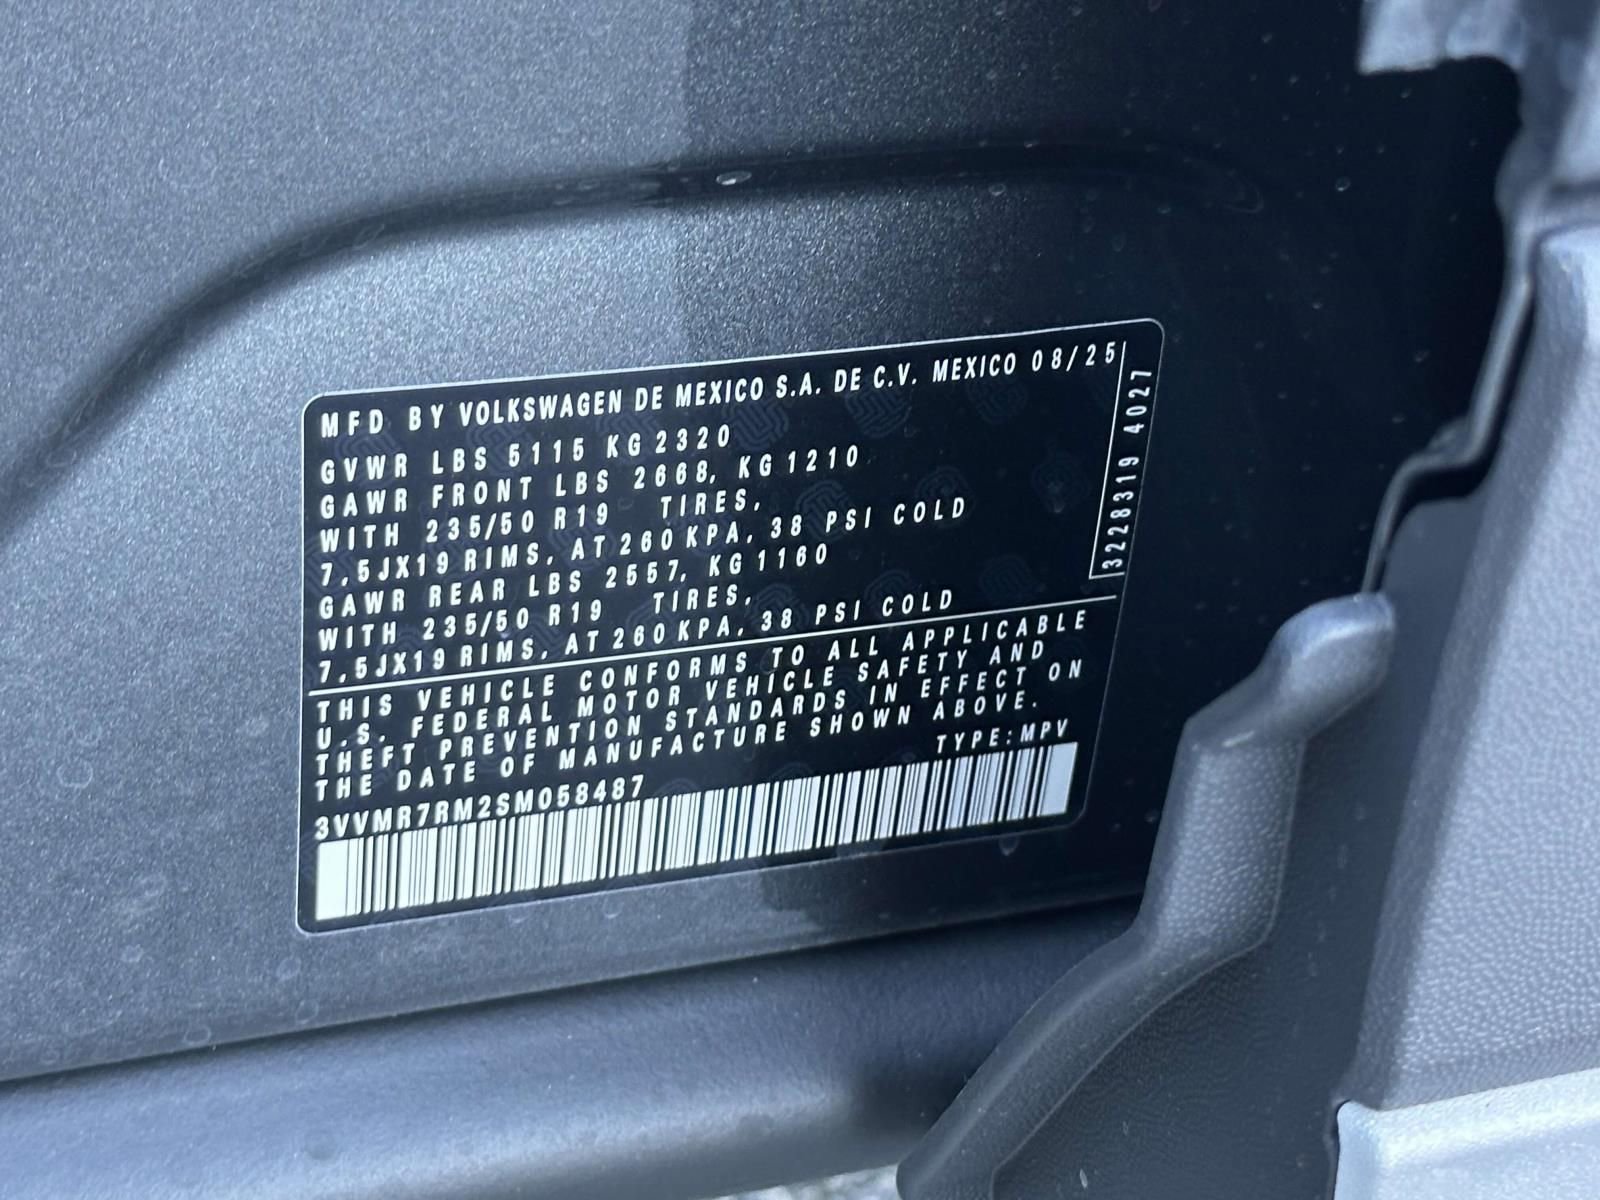 MFD BY VOLKSWAGEN DE MEXICO S.A. DE C.V. MEXICO 08/25
GVWR LBS 5115 KG 2320
GAWR FRONT LBS 2668, KG 1210
WITH 235/50 R19 TIRES,
7,5JX19 RIMS, AT 260 KPA, 38 PSI COLD
GAWR REAR LBS 2557, KG 1160
WITH 235/50 R19 TIRES,
7,5JX19 RIMS, AT 260 KPA, 38 PSI COLD
3228319 4027
THIS VEHICLE CONFORMS TO ALL APPLICABLE
U.S. FEDERAL MOTOR VEHICLE SAFETY AND
THEFT PREVENTION STANDARDS IN EFFECT ON
THE DATE OF MANUFACTURE SHOWN ABOVE.
TYPE:MPV
3VVMR7RM2SM058487